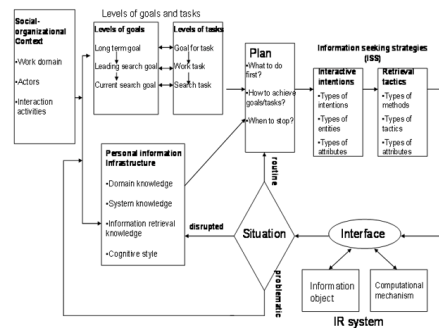 Levels of goals and tasks
Social-
organizational
Context
•Work domain
•Actors
•Interaction
activities
Levels of goals
Long term goal
Leading search goal
Current search goal
Levels of tasks
Goal for task
Work task
Search task
Plan
•What to do
first?
•How to achieve
goals/tasks?
•When to stop?
Information seeking strategies
(ISS)
Interactive
intentions
•Types of
intentions
•Types of
entities
•Types of
attributes
Retrieval
tactics
•Types of
methods
•Types of
tactics
•Types of
attributes
Personal information
Infrastructure
•Domain knowledge
•System knowledge
•Information retrieval
knowledge
•Cognitive style
disrupted
routine
Situation
problematic
Interface
Information
object
Computational
mechanism
IR system